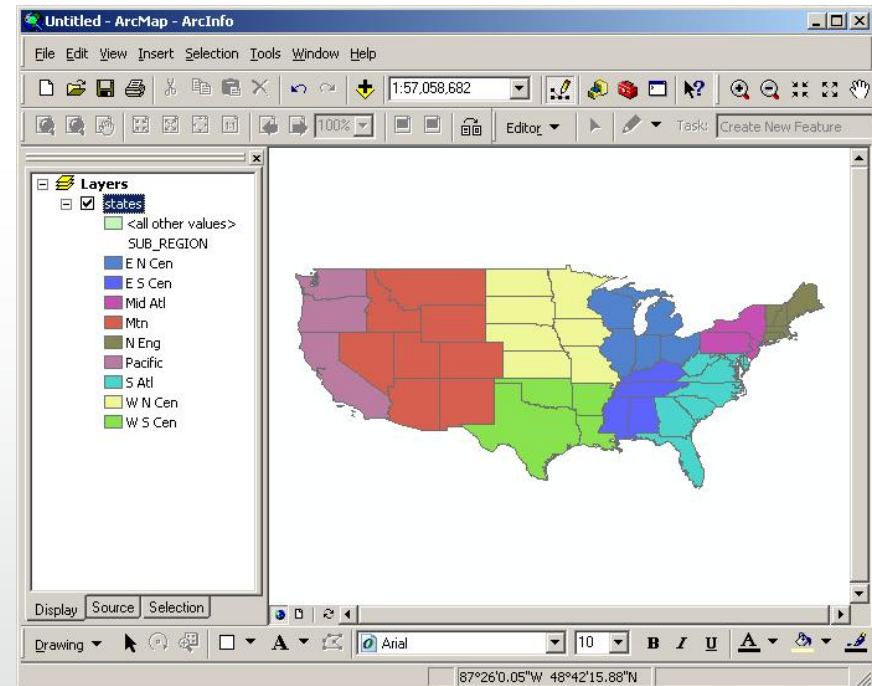 Untitled - ArcMap - ArcInfo
File Edit View Insert Selection Tools Window Help
1:57,058,682
100% Editor Task: Create New Feature
Layers
states
<all other values>
SUB_REGION
E N Cen
E S Cen
Mid Atl
Mtn
N Eng
Pacific
S Atl
W N Cen
W S Cen
Display Source Selection
Drawing A Arial 10 B I U A
87°26'0.05"W 48°42'15.88"N